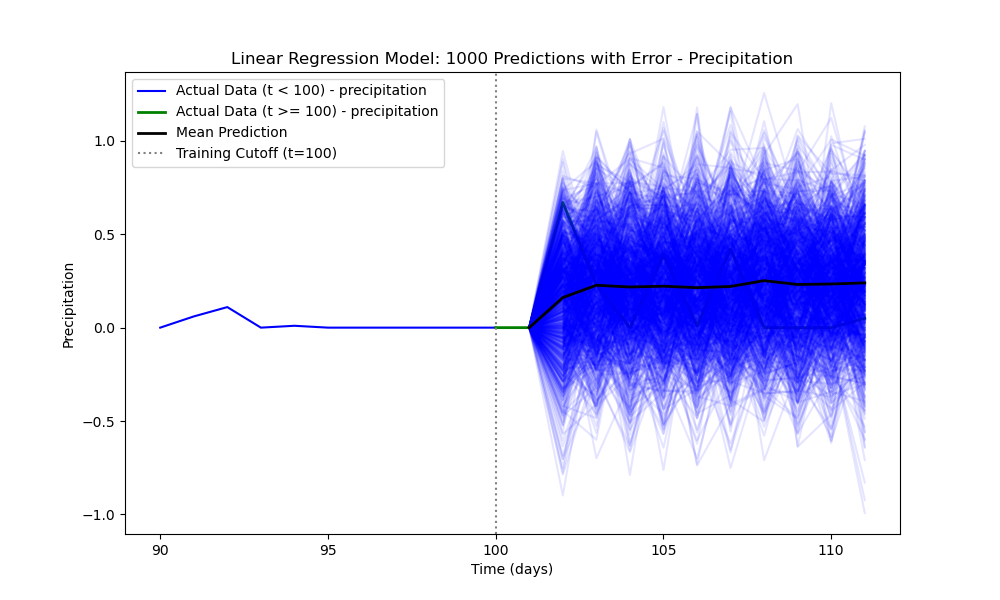 Linear Regression Model: 1000 Predictions with Error - Precipitation
Actual Data (t < 100) - precipitation
Actual Data (t >= 100) - precipitation
Mean Prediction
Training Cutoff (t=100)
1.0
0.5
0.0
−0.5
−1.0
Precipitation
90
95
100
105
110
Time (days)